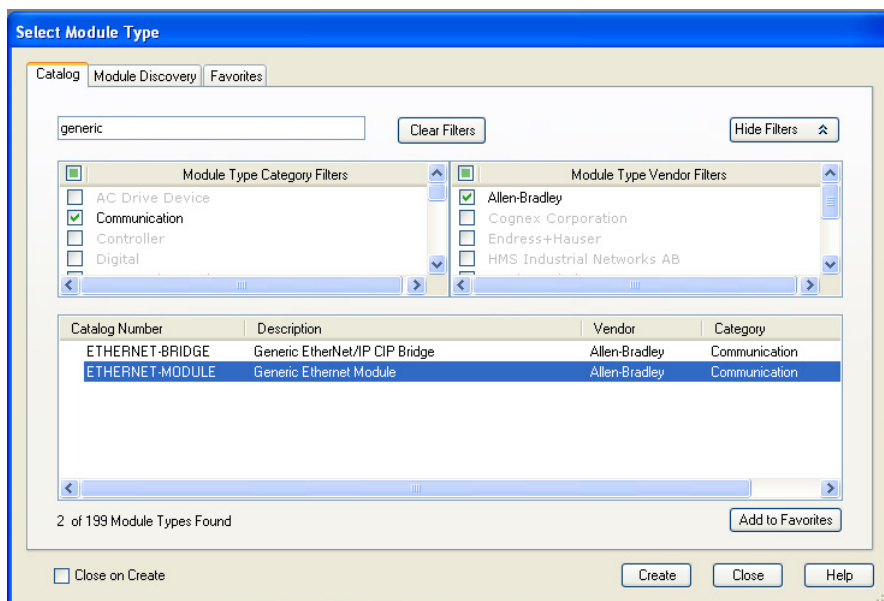 Select Module Type
Catalog Module Discovery Favorites
generic Clear Filters Hide Filters
Module Type Category Filters Module Type Vendor Filters
AC Drive Device Allen-Bradley
Communication Cognex Corporation
Controller Endress+Hauser
Digital HMS Industrial Networks AB
Catalog Number Description Vendor Category
ETHERNET-BRIDGE Generic EtherNet/IP CIP Bridge Allen-Bradley Communication
ETHERNET-MODULE Generic Ethernet Module Allen-Bradley Communication
2 of 199 Module Types Found Add to Favorites
Close on Create Create Close Help